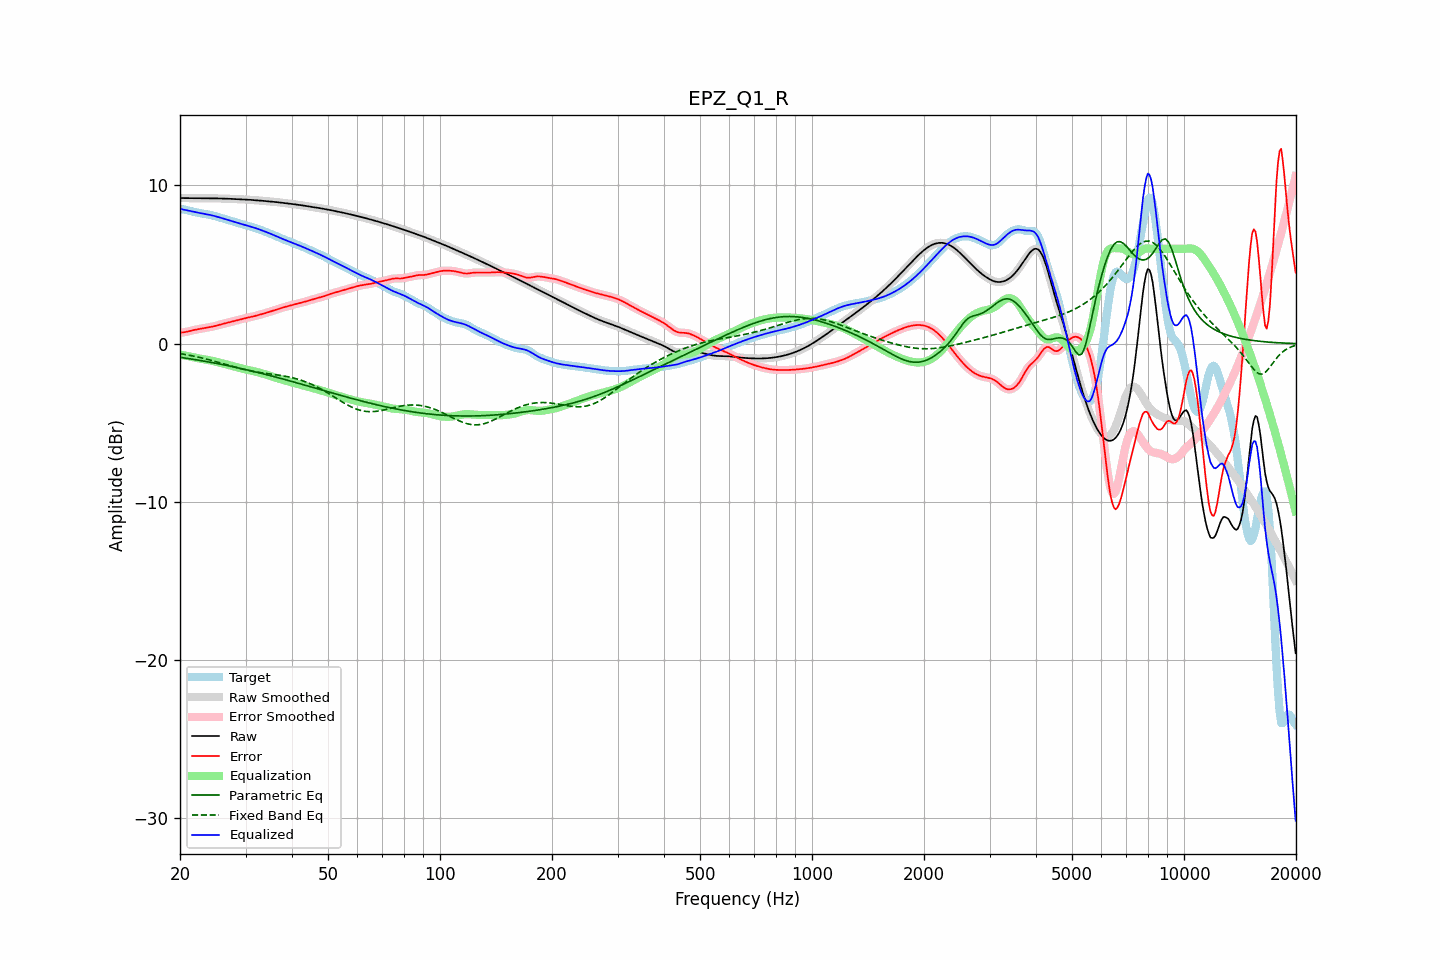 EPZ_Q1_R
Amplitude (dBr)
10
0
−10
−20
−30
Target
Raw Smoothed
Error Smoothed
Raw
Error
Equalization
Parametric Eq
Fixed Band Eq
Equalized
20 50 100 200 500 1000 2000 5000 10000 20000
Frequency (Hz)